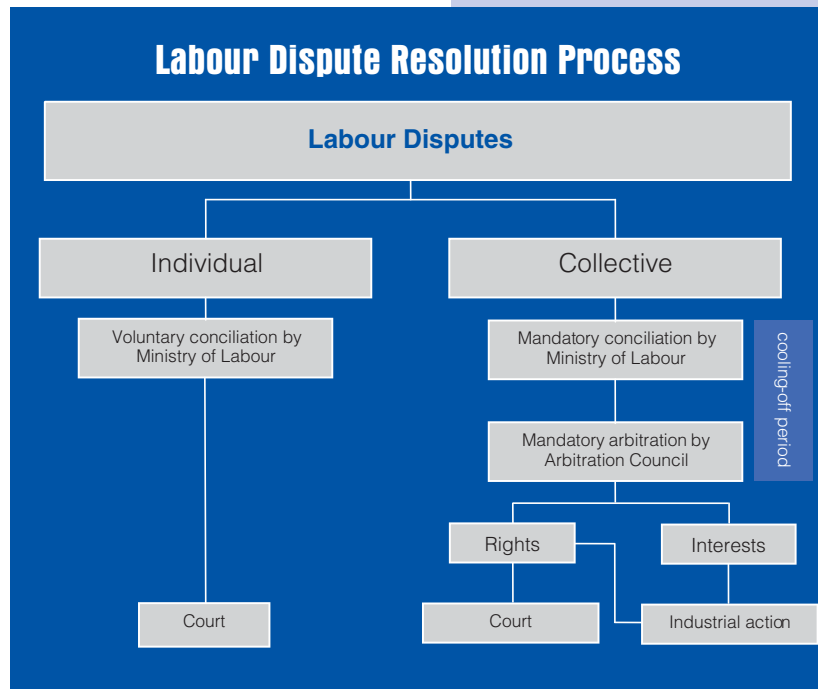 Labour Dispute Resolution Process
Labour Disputes
Individual
Collective
Voluntary conciliation by
Ministry of Labour
Mandatory conciliation by
Ministry of Labour
cooling-off period
Mandatory arbitration by
Arbitration Council
Rights
Interests
Court
Court
Industrial action